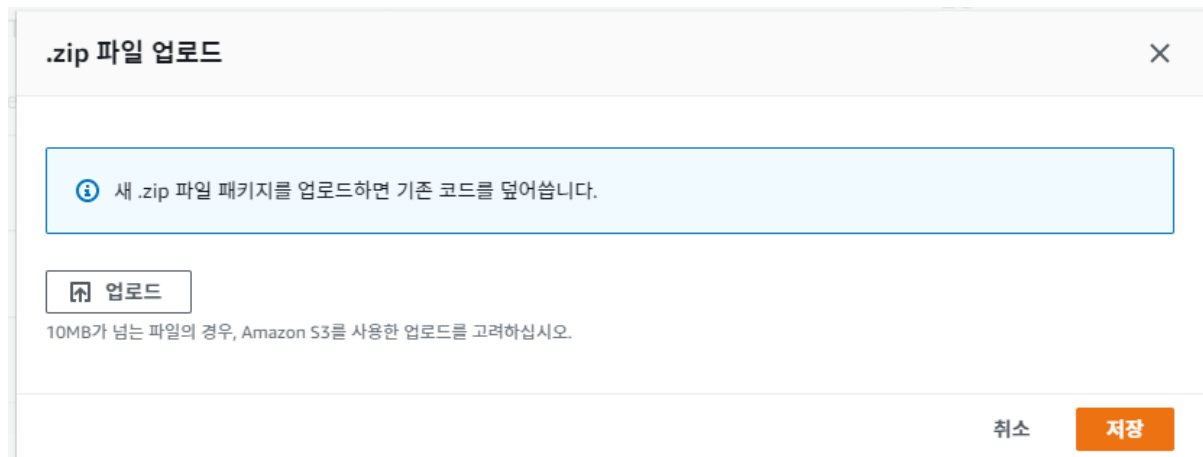 .zip 파일 업로드
새 .zip 파일 패키지를 업로드하면 기존 코드를 덮어씁니다.
업로드
10MB가 넘는 파일의 경우, Amazon S3를 사용한 업로드를 고려하십시오.
취소
저장